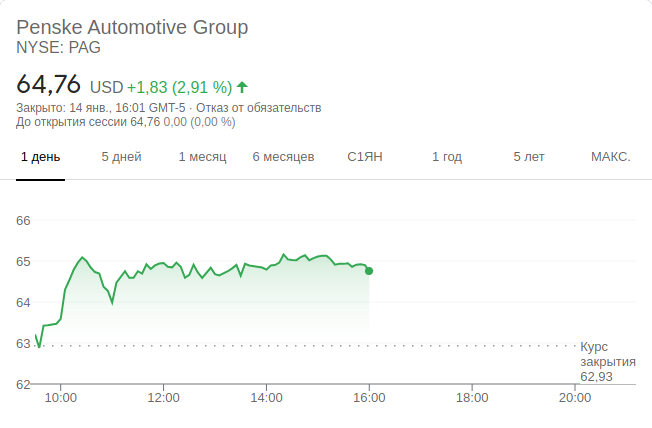 Penske Automotive Group
NYSE: PAG
64,76 USD +1,83 (2,91 %)
Закрыто: 14 янв., 16:01 GMT-5 · Отказ от обязательств
До открытия сессии 64,76 0,00 (0,00 %)
1 день 5 дней 1 месяц 6 месяцев С1ЯН 1 год 5 лет МАКС.
66
65
64
63
62
Курс
закрытия
62,93
10:00 12:00 14:00 16:00 18:00 20:00